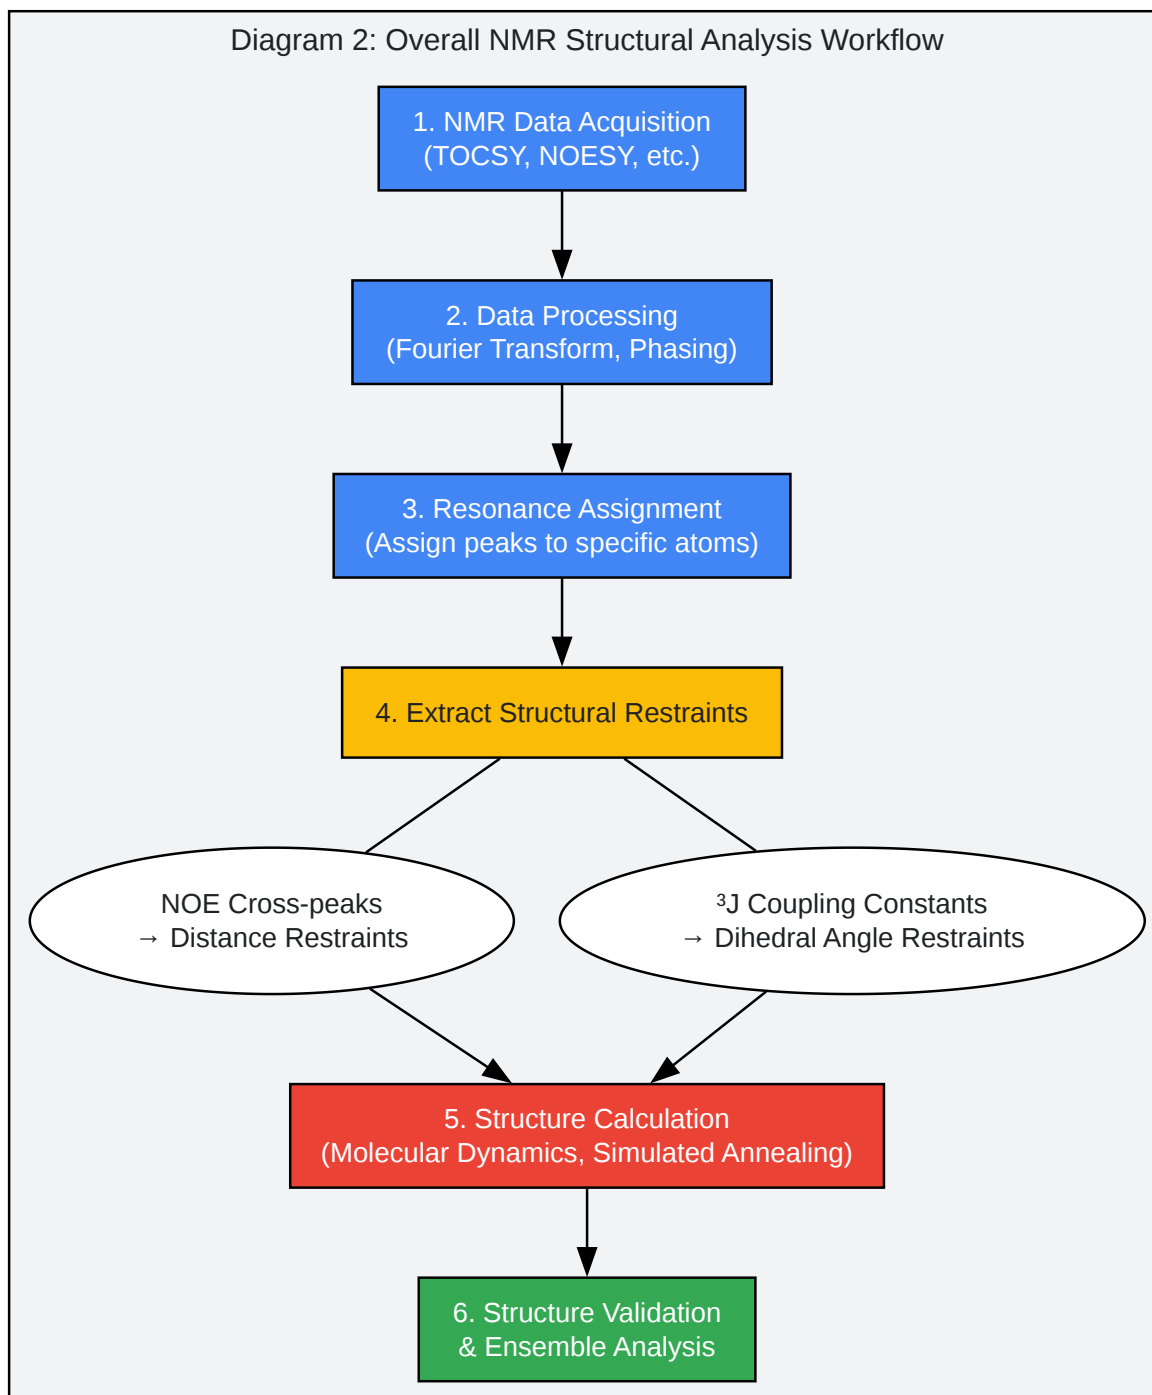 Diagram 2: Overall NMR Structural Analysis Workflow
1. NMR Data Acquisition
(TOCSY, NOESY, etc.)
2. Data Processing
(Fourier Transform, Phasing)
3. Resonance Assignment
(Assign peaks to specific atoms)
4. Extract Structural Restraints
NOE Cross-peaks
→ Distance Restraints
³J Coupling Constants
→ Dihedral Angle Restraints
5. Structure Calculation
(Molecular Dynamics, Simulated Annealing)
6. Structure Validation
& Ensemble Analysis